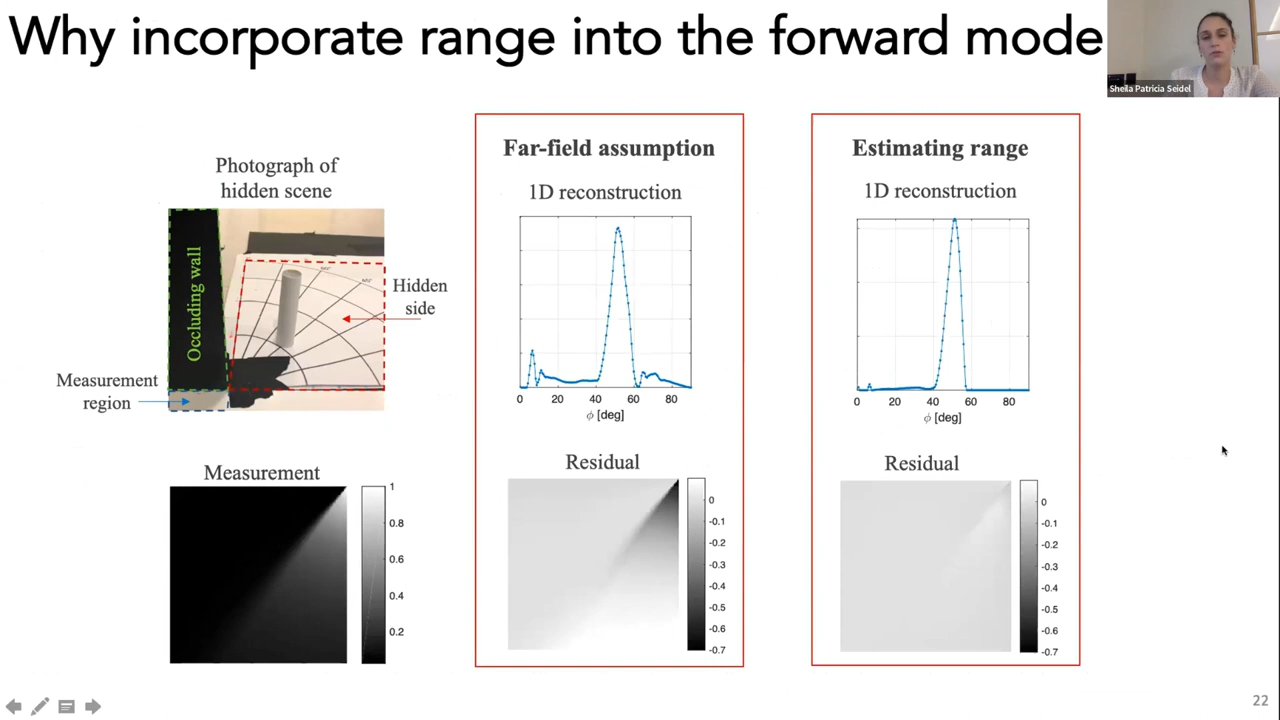 Why incorporate range into the forward mode
Sheila Patricia Seidel
Photograph of
hidden scene
Occluding wall
Hidden
side
Measurement
region
Measurement
1
0.8
0.6
0.4
0.2
Far-field assumption
1D reconstruction
0 20 40 60 80
ϕ [deg]
Residual
0
-0.1
-0.2
-0.3
-0.4
-0.5
-0.6
-0.7
Estimating range
1D reconstruction
0 20 40 60 80
ϕ [deg]
Residual
0
-0.1
-0.2
-0.3
-0.4
-0.5
-0.6
-0.7
22